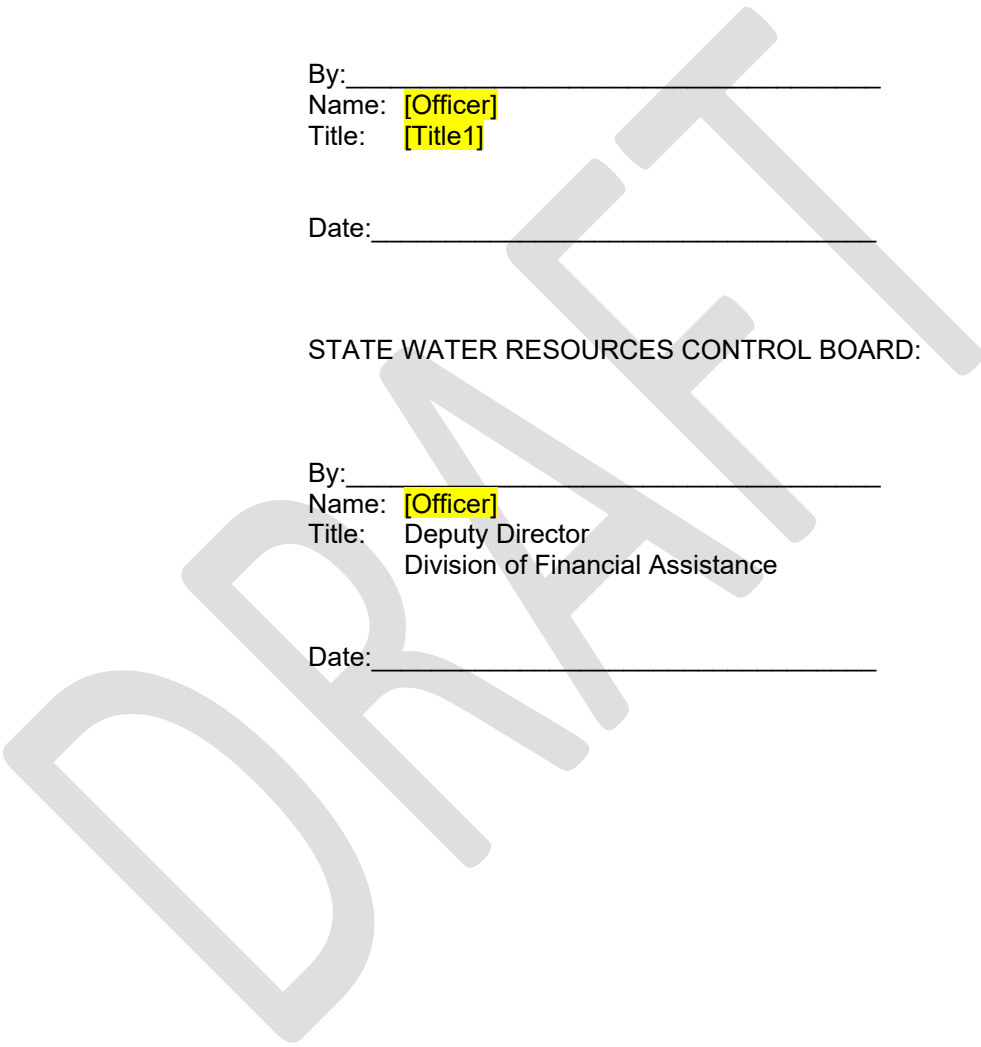 By:____________________________________
Name: [Officer]
Title: [Title1]
Date:__________________________________
STATE WATER RESOURCES CONTROL BOARD:
By:____________________________________
Name: [Officer]
Title: Deputy Director
Division of Financial Assistance
Date:__________________________________
DRAFT